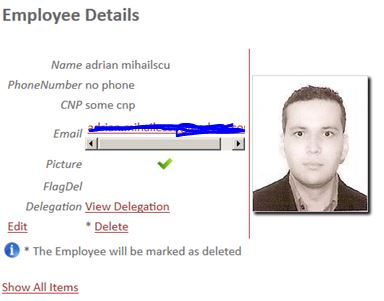 Employee Details
Name adrian mihailscu
PhoneNumber no phone
CNP some cnp
Email
Picture
FlagDel
Delegation View Delegation
Edit * Delete
* The Employee will be marked as deleted
Show All Items